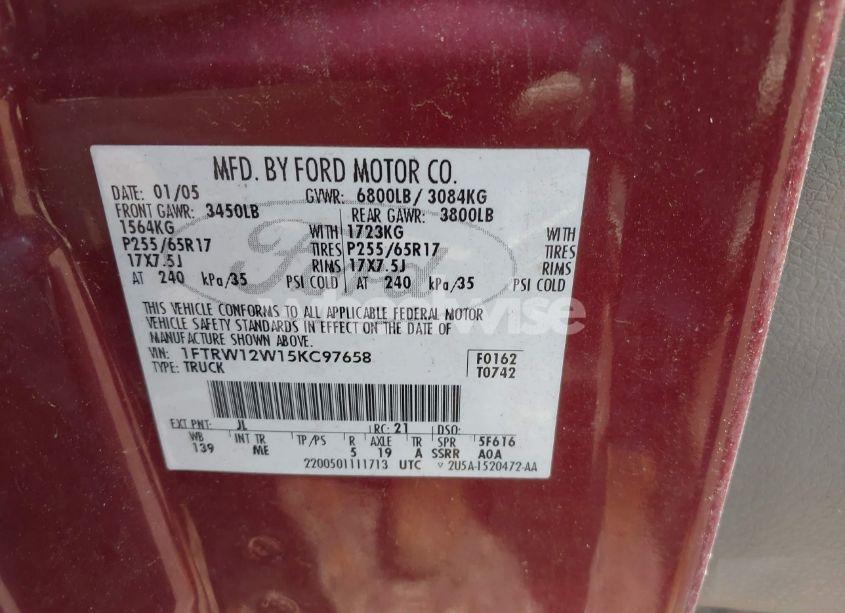 MFD. BY FORD MOTOR CO.
DATE: 01/05 GVWR: 6800LB/ 3084KG
FRONT GAWR: 3450LB REAR GAWR: 3800LB
1564KG WITH 1723KG WITH
P255/65R17 TIRES P255/65R17 TIRES
17X7.5J RIMS 17X7.5J RIMS
AT 240 kPa/35 PSI COLD AT 240 kPa/35 PSI COLD
Ford
wheelwise
THIS VEHICLE CONFORMS TO ALL APPLICABLE FEDERAL MOTOR
VEHICLE SAFETY STANDARDS IN EFFECT ON THE DATE OF
MANUFACTURE SHOWN ABOVE.
VIN: 1FTRW12W15KC97658 F0162
TYPE: TRUCK T0742
EXT PNT: JL RC: 21 DSO:
WB INT TR TP/PS R AXLE TR SPR 5F616
139 ME 5 19 A SSRR A0A
2200501111713 UTC ▽ 2U5A-1520472-AA